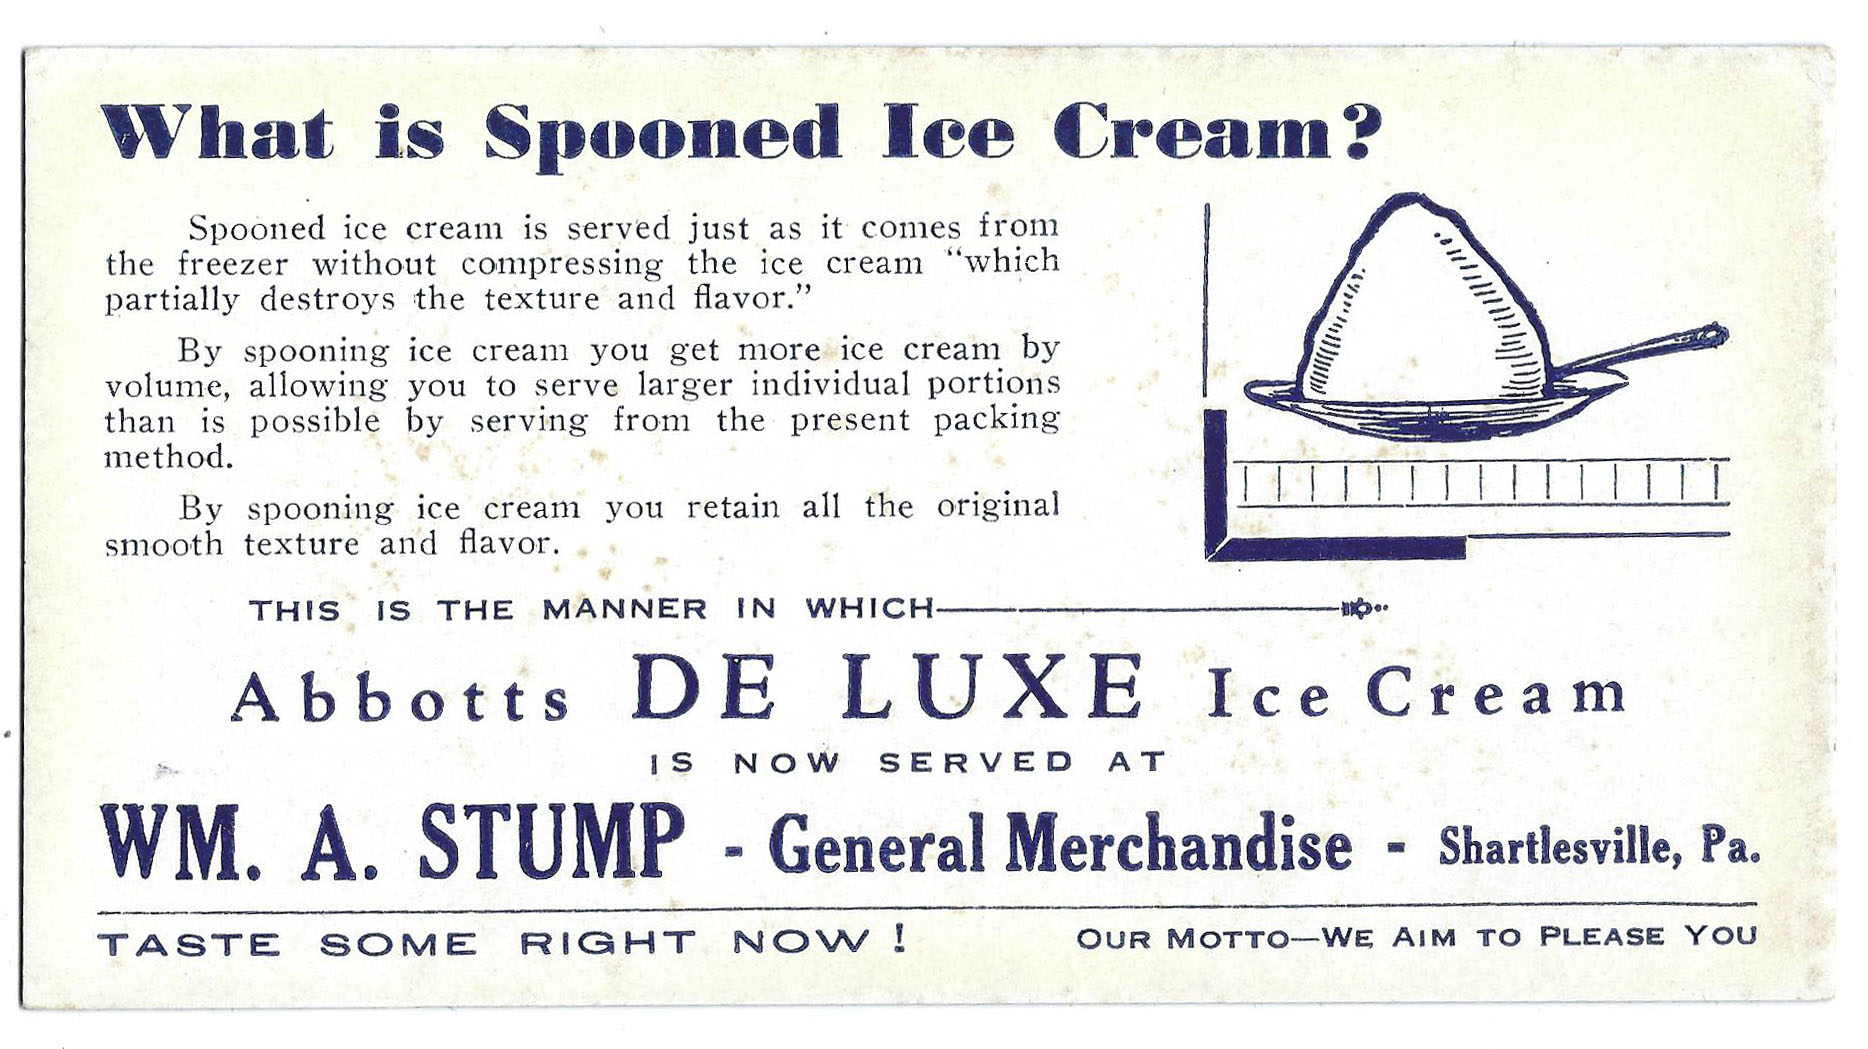 What is Spooned Ice Cream?
Spooned ice cream is served just as it comes from
the freezer without compressing the ice cream "which
partially destroys the texture and flavor."
By spooning ice cream you get more ice cream by
volume, allowing you to serve larger individual portions
than is possible by serving from the present packing
method.
By spooning ice cream you retain all the original
smooth texture and flavor.
THIS IS THE MANNER IN WHICH
Abbotts DE LUXE Ice Cream
IS NOW SERVED AT
WM. A. STUMP - General Merchandise - Shartlesville, Pa.
TASTE SOME RIGHT NOW! OUR MOTTO—WE AIM TO PLEASE YOU